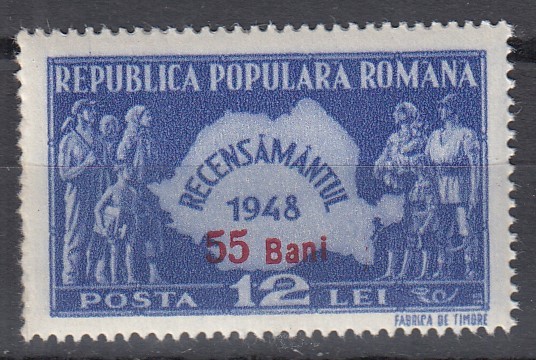 REPUBLICA POPULARA ROMANA
RECENSĂMÂNTUL
1948
55 Bani
POSTA 12 LEI
FABRICA DE TIMBRE